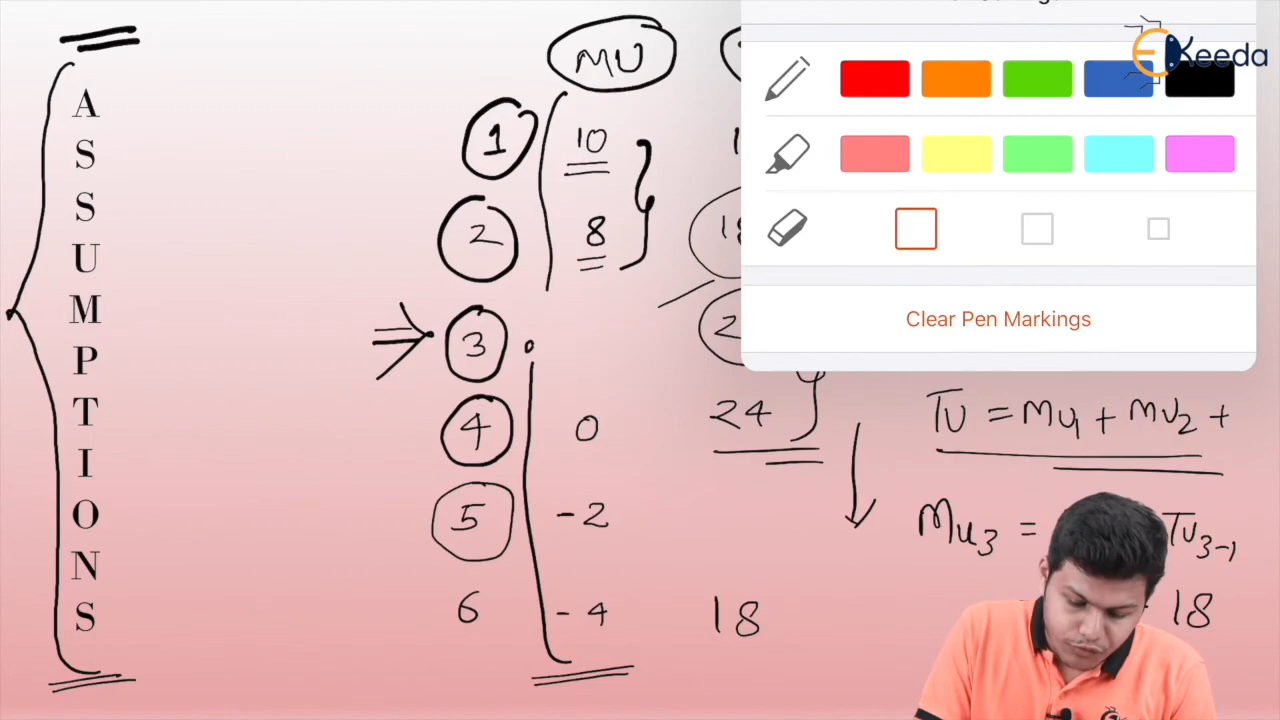 ASSUMPTIONS
MU
1 10
2 8 18
3
4 0 24
5 -2
6 -4 18
Keeda
Clear Pen Markings
TU = MU1 + MU2 +
MU3 = TU3-1
18